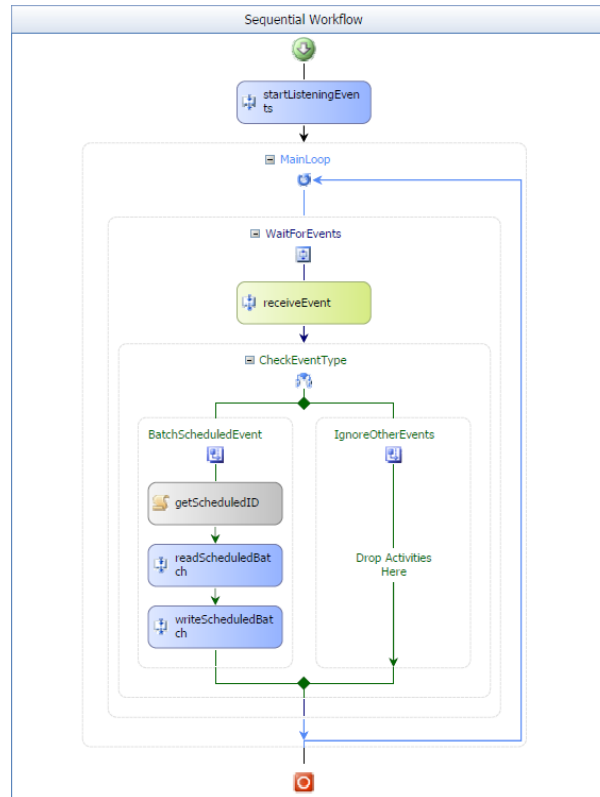 Sequential Workflow
startListeningEven
ts
MainLoop
WaitForEvents
receiveEvent
CheckEventType
BatchScheduledEvent
IgnoreOtherEvents
getScheduledID
readScheduledBat
ch
Drop Activities
Here
writeScheduledBat
ch